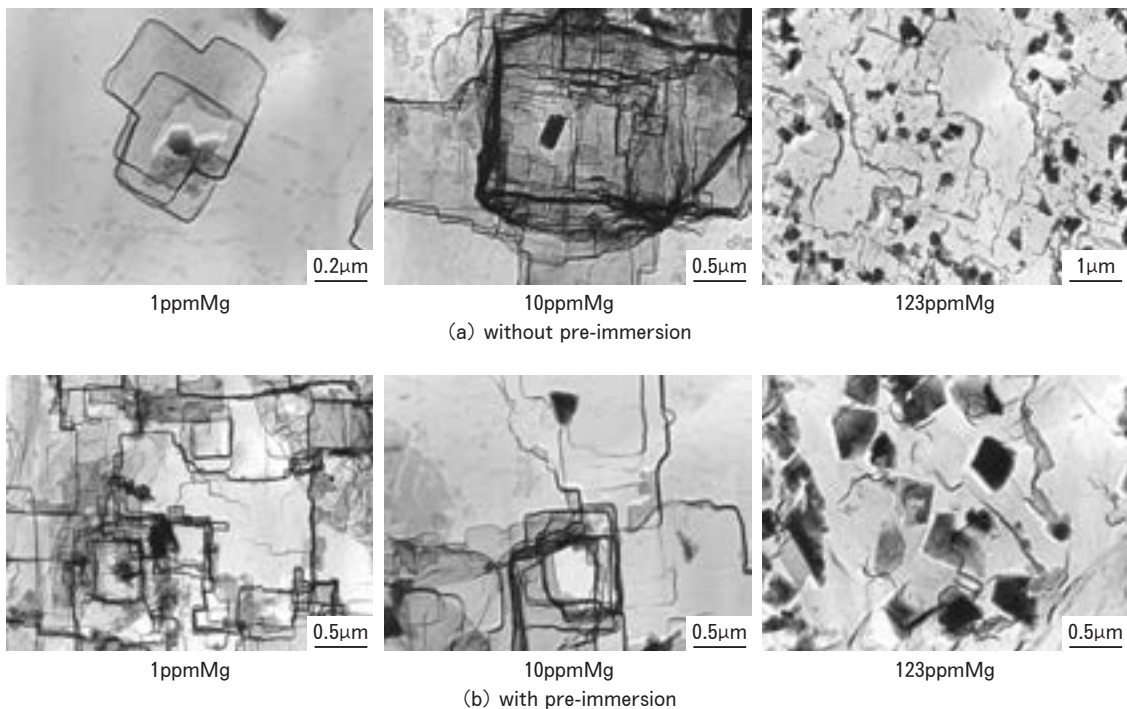 0.2μm 0.5μm 1μm
1ppmMg 10ppmMg 123ppmMg
(a) without pre-immersion
0.5μm 0.5μm 0.5μm
1ppmMg 10ppmMg 123ppmMg
(b) with pre-immersion